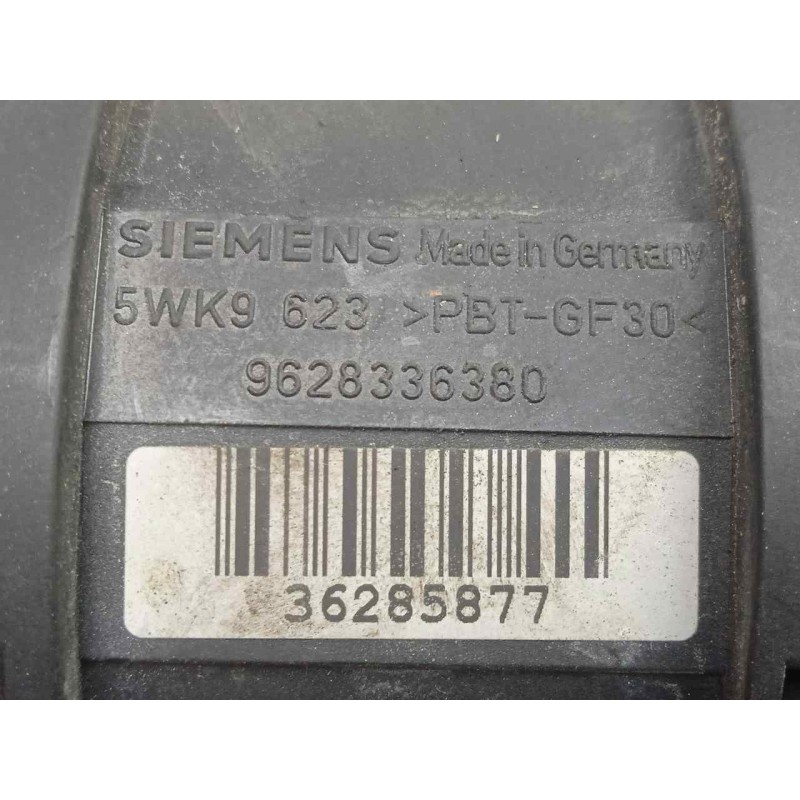 SIEMENS Made in Germany
5WK9 623 >PBT-GF30<
9628336380
36285877